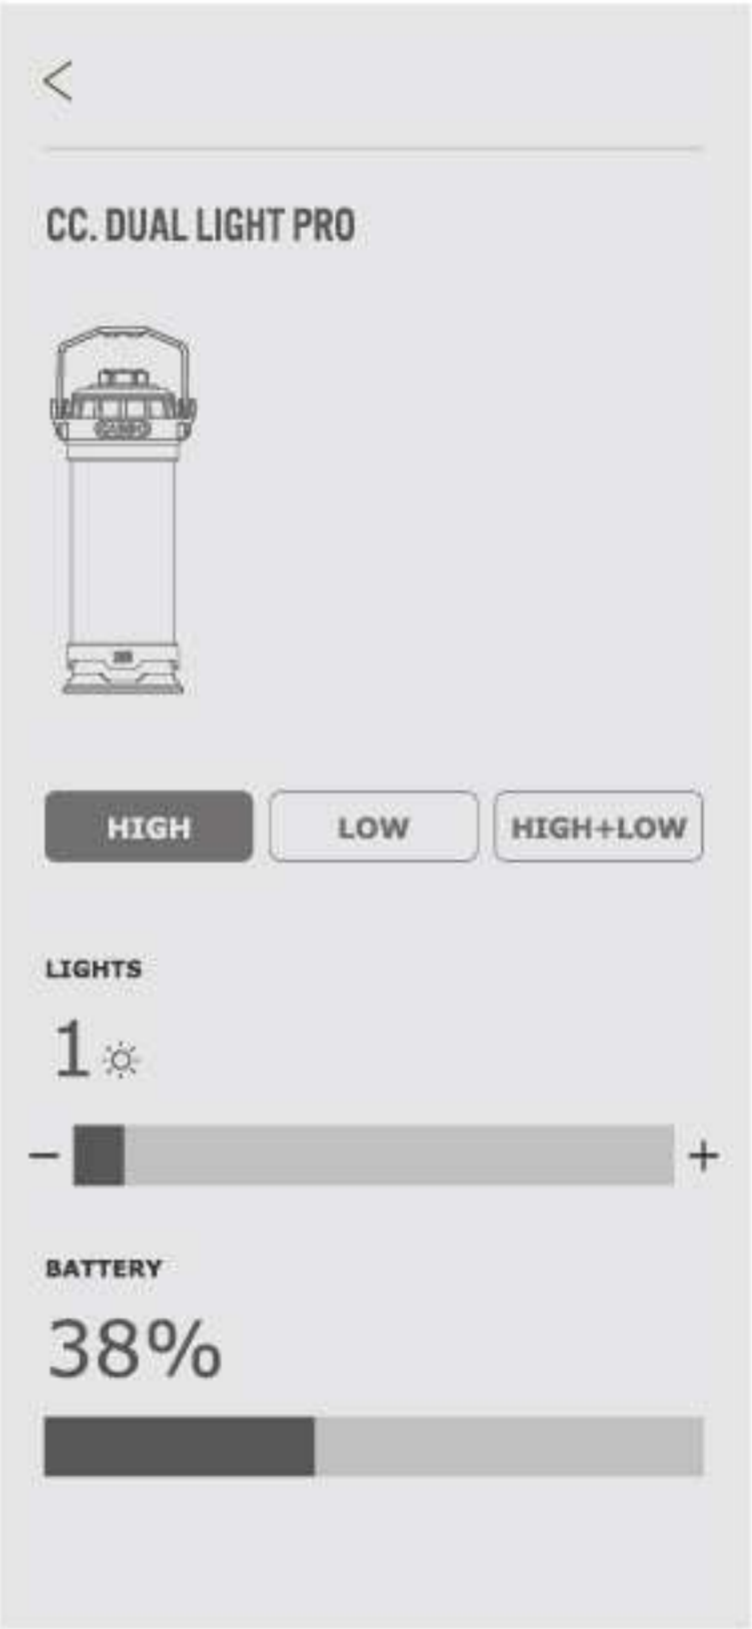 CC. DUAL LIGHT PRO
HIGH LOW HIGH+LOW
LIGHTS
1
− +
BATTERY
38%